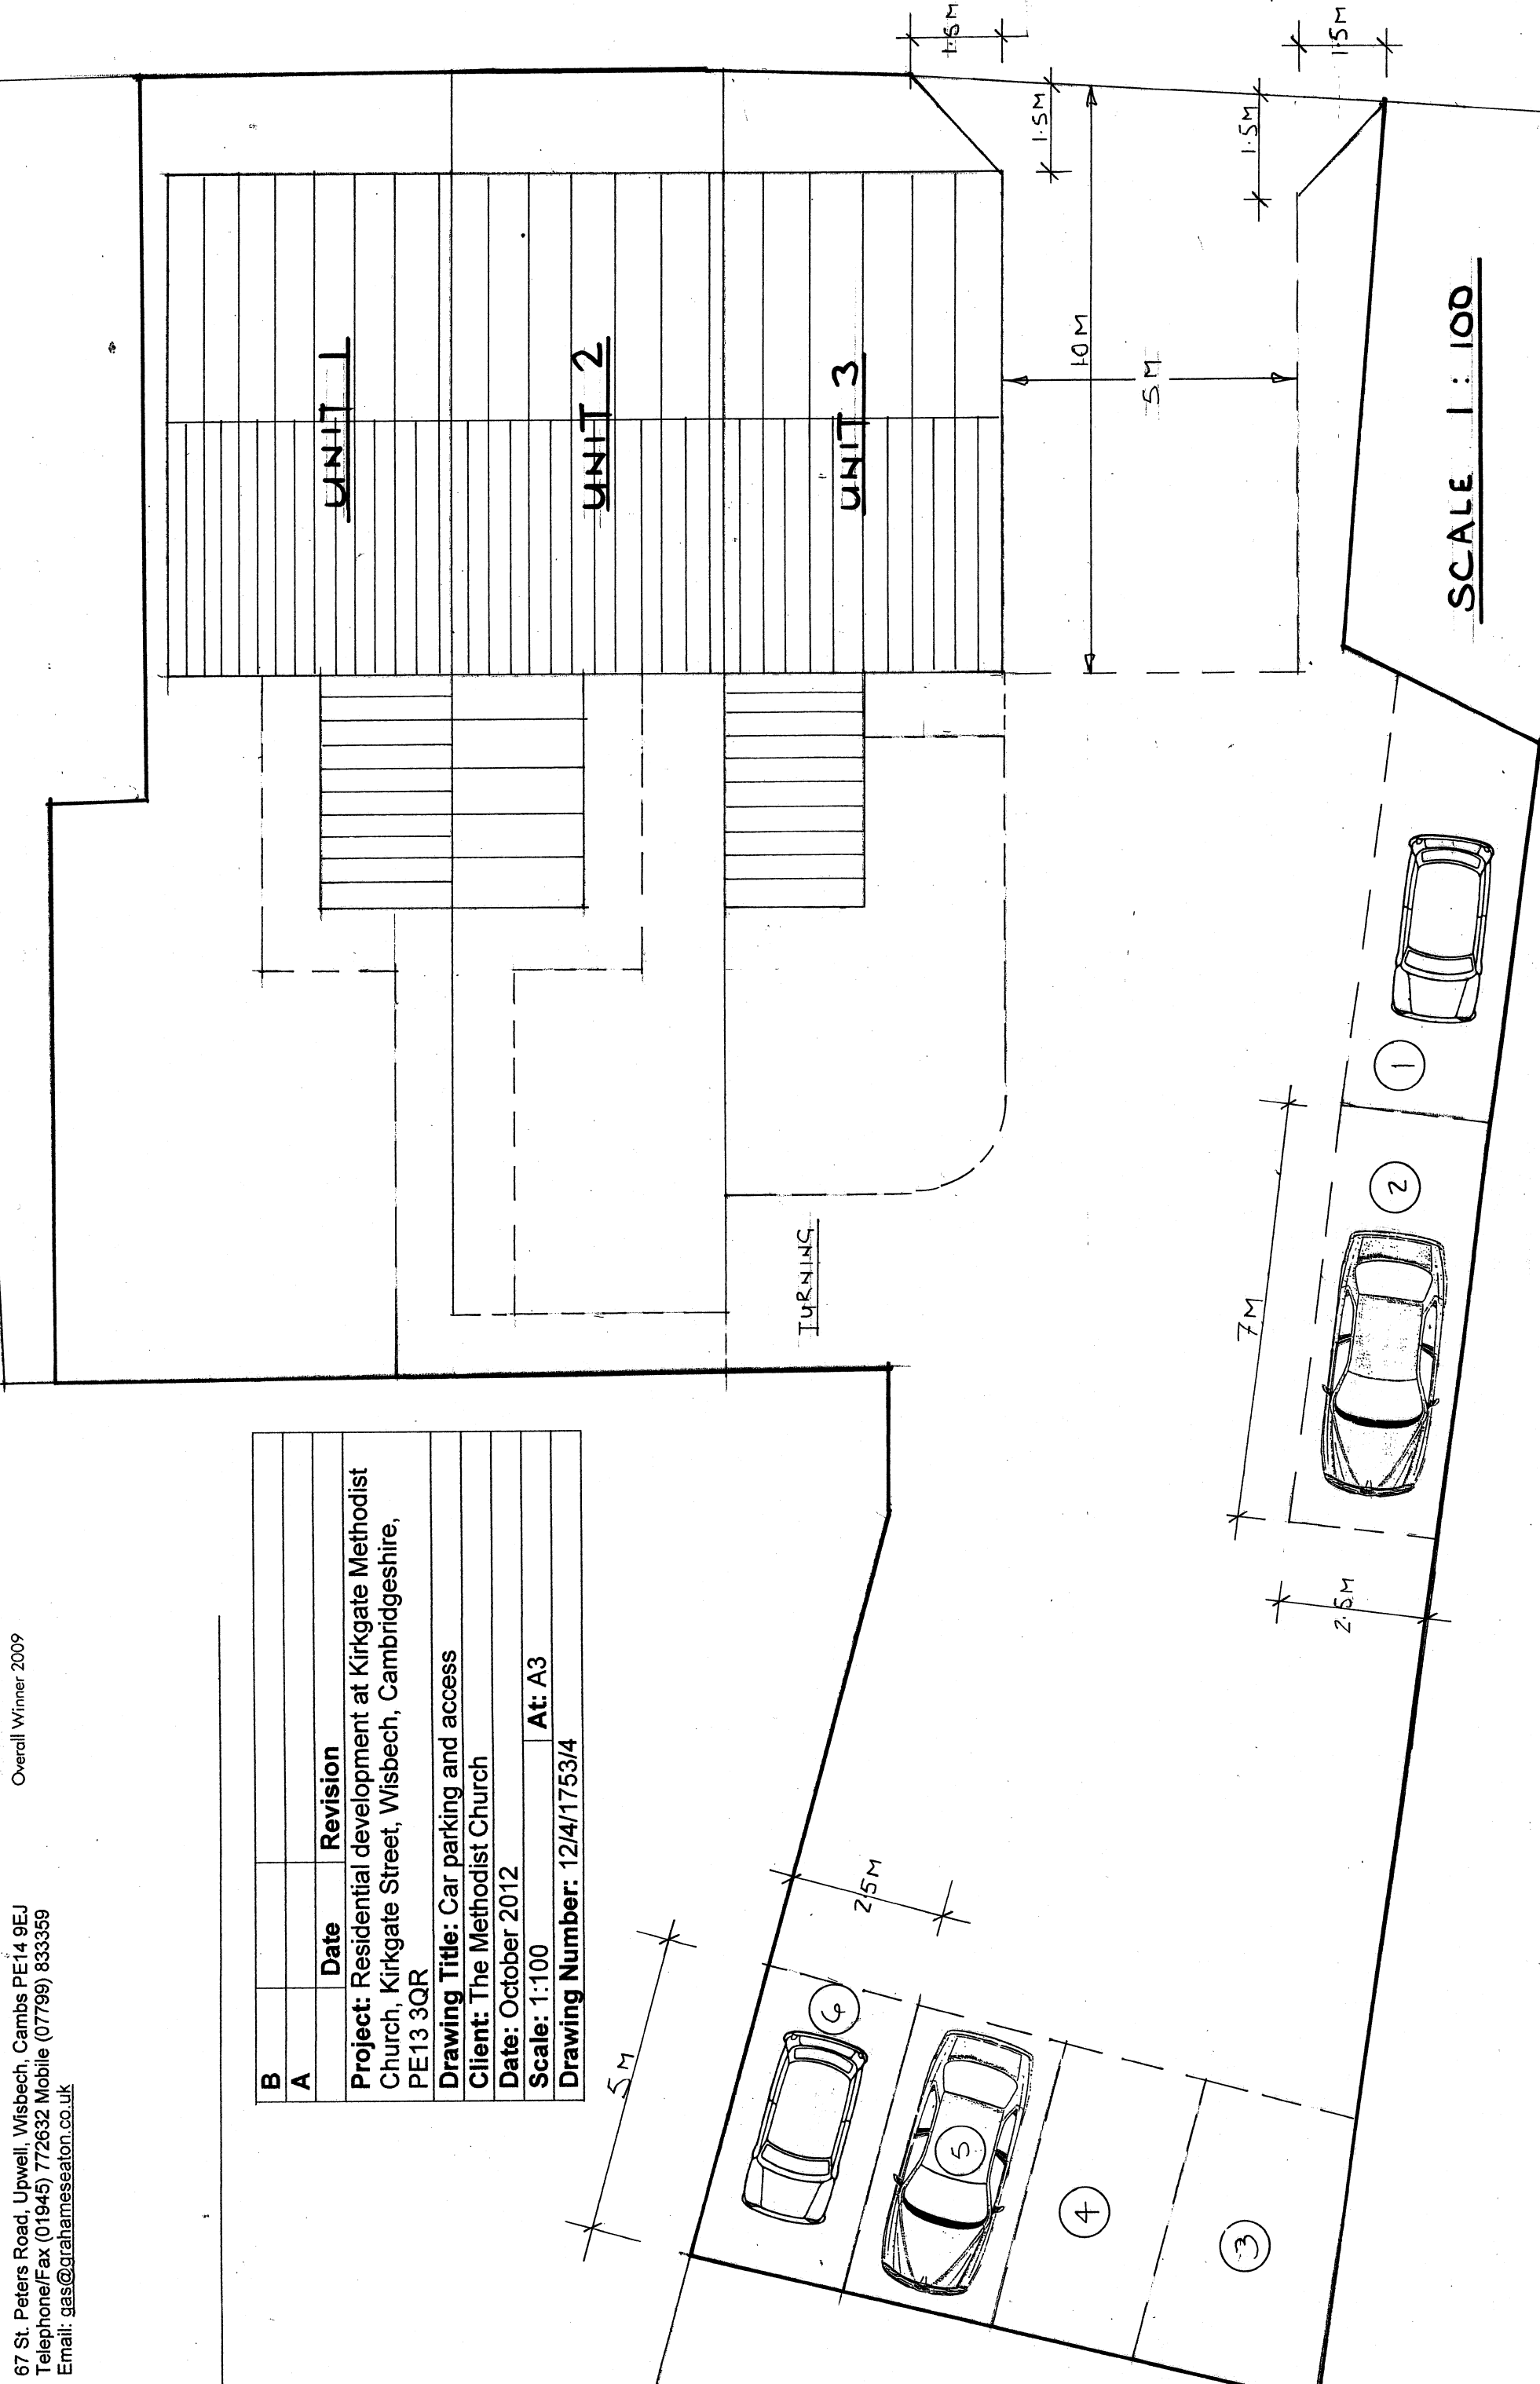 67 St. Peters Road, Upwell, Wisbech, Cambs PE14 9EJ
Telephone/Fax (01945) 772632 Mobile (07799) 833359
Email: gas@grahameseaton.co.uk
Overall Winner 2009
B
A
Date Revision
Project: Residential development at Kirkgate Methodist
Church, Kirkgate Street, Wisbech, Cambridgeshire,
PE13 3QR
Drawing Title: Car parking and access
Client: The Methodist Church
Date: October 2012
Scale: 1:100 At: A3
Drawing Number: 12/4/1753/4
UNIT 1
UNIT 2
UNIT 3
TURNING
1.5M
1.5M
1.5M
1.5M
10M
5M
7M
2.5M
2.5M
5M
1
2
3
4
5
6
SCALE 1:100